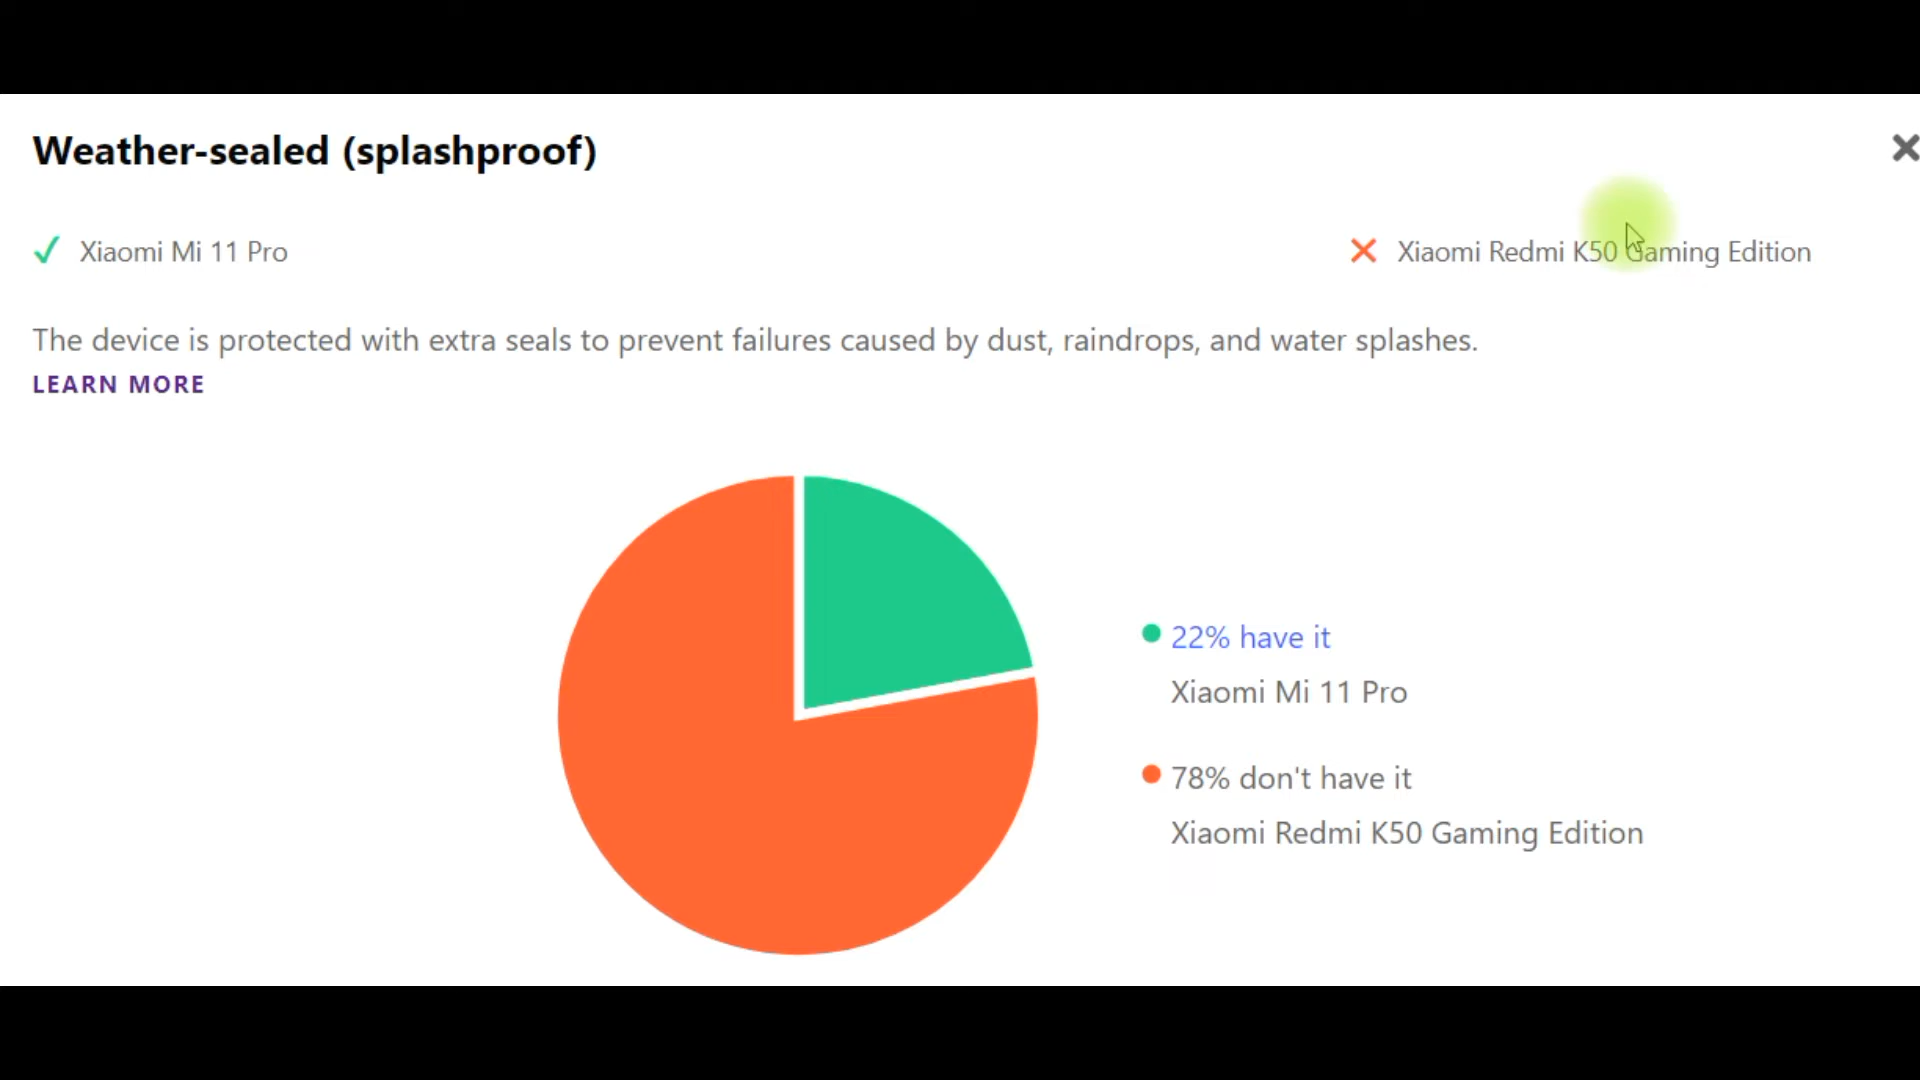 Weather-sealed (splashproof)
Xiaomi Mi 11 Pro
Xiaomi Redmi K50 Gaming Edition
The device is protected with extra seals to prevent failures caused by dust, raindrops, and water splashes.
LEARN MORE
22% have it
Xiaomi Mi 11 Pro
78% don't have it
Xiaomi Redmi K50 Gaming Edition